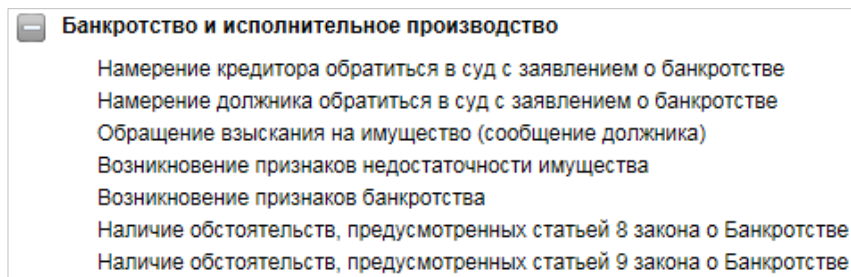 Банкротство и исполнительное производство
Намерение кредитора обратиться в суд с заявлением о банкротстве
Намерение должника обратиться в суд с заявлением о банкротстве
Обращение взыскания на имущество (сообщение должника)
Возникновение признаков недостаточности имущества
Возникновение признаков банкротства
Наличие обстоятельств, предусмотренных статьей 8 закона о Банкротстве
Наличие обстоятельств, предусмотренных статьей 9 закона о Банкротстве